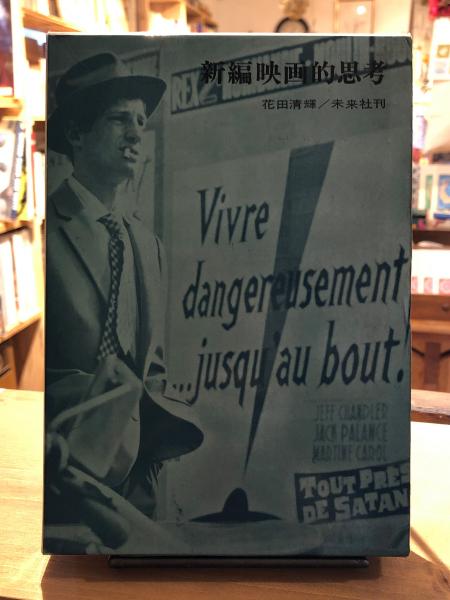 新編映画的思考
花田清輝／未来社刊
REX
Vivre
dangereusement
...jusqu'au bout!
JEFF CHANDLER
JACK PALANCE
MARTINE CAROL
TOUT PRÈS
DE SATAN